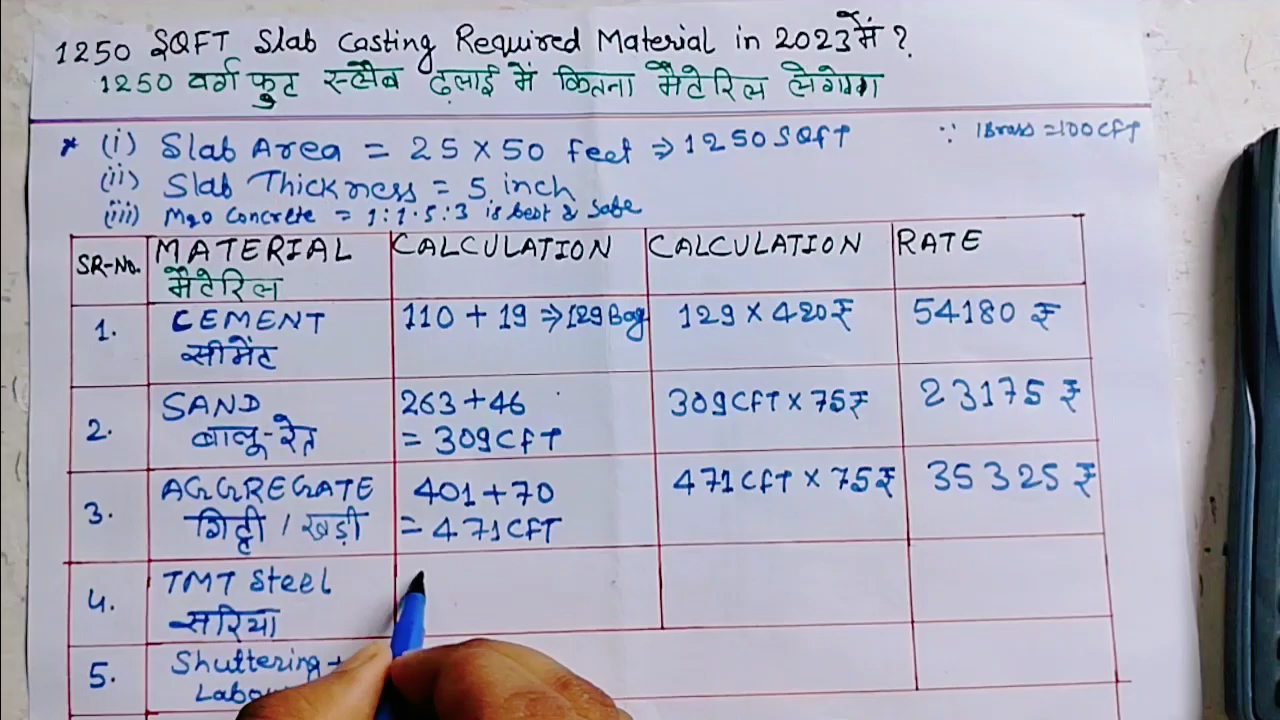 1250 SQFT Slab Casting Required Material in 2023 में ?
1250 वर्ग फुट स्लैब ढ़लाई में कितना मैटेरिल लगेगा
* (i) Slab Area = 25 × 50 feet ⇒ 1250 SQFT
∵ 1Brass = 100 CFT
(ii) Slab Thickness = 5 inch
(iii) M20 Concrete = 1:1.5:3 is best & Safe
SR-No. MATERIAL CALCULATION CALCULATION RATE
मैटेरिल
1. CEMENT 110 + 19 ⇒ 129 Bag 129 × 420 ₹ 54180 ₹
सीमेंट
2. SAND 263 + 46 309 CFT × 75 ₹ 23175 ₹
बालू-रेत = 309 CFT
3. AGGREGATE 401 + 70 471 CFT × 75 ₹ 35325 ₹
गिट्टी / खड़ी = 471 CFT
4. TMT Steel
सरिया
5. Shuttering +